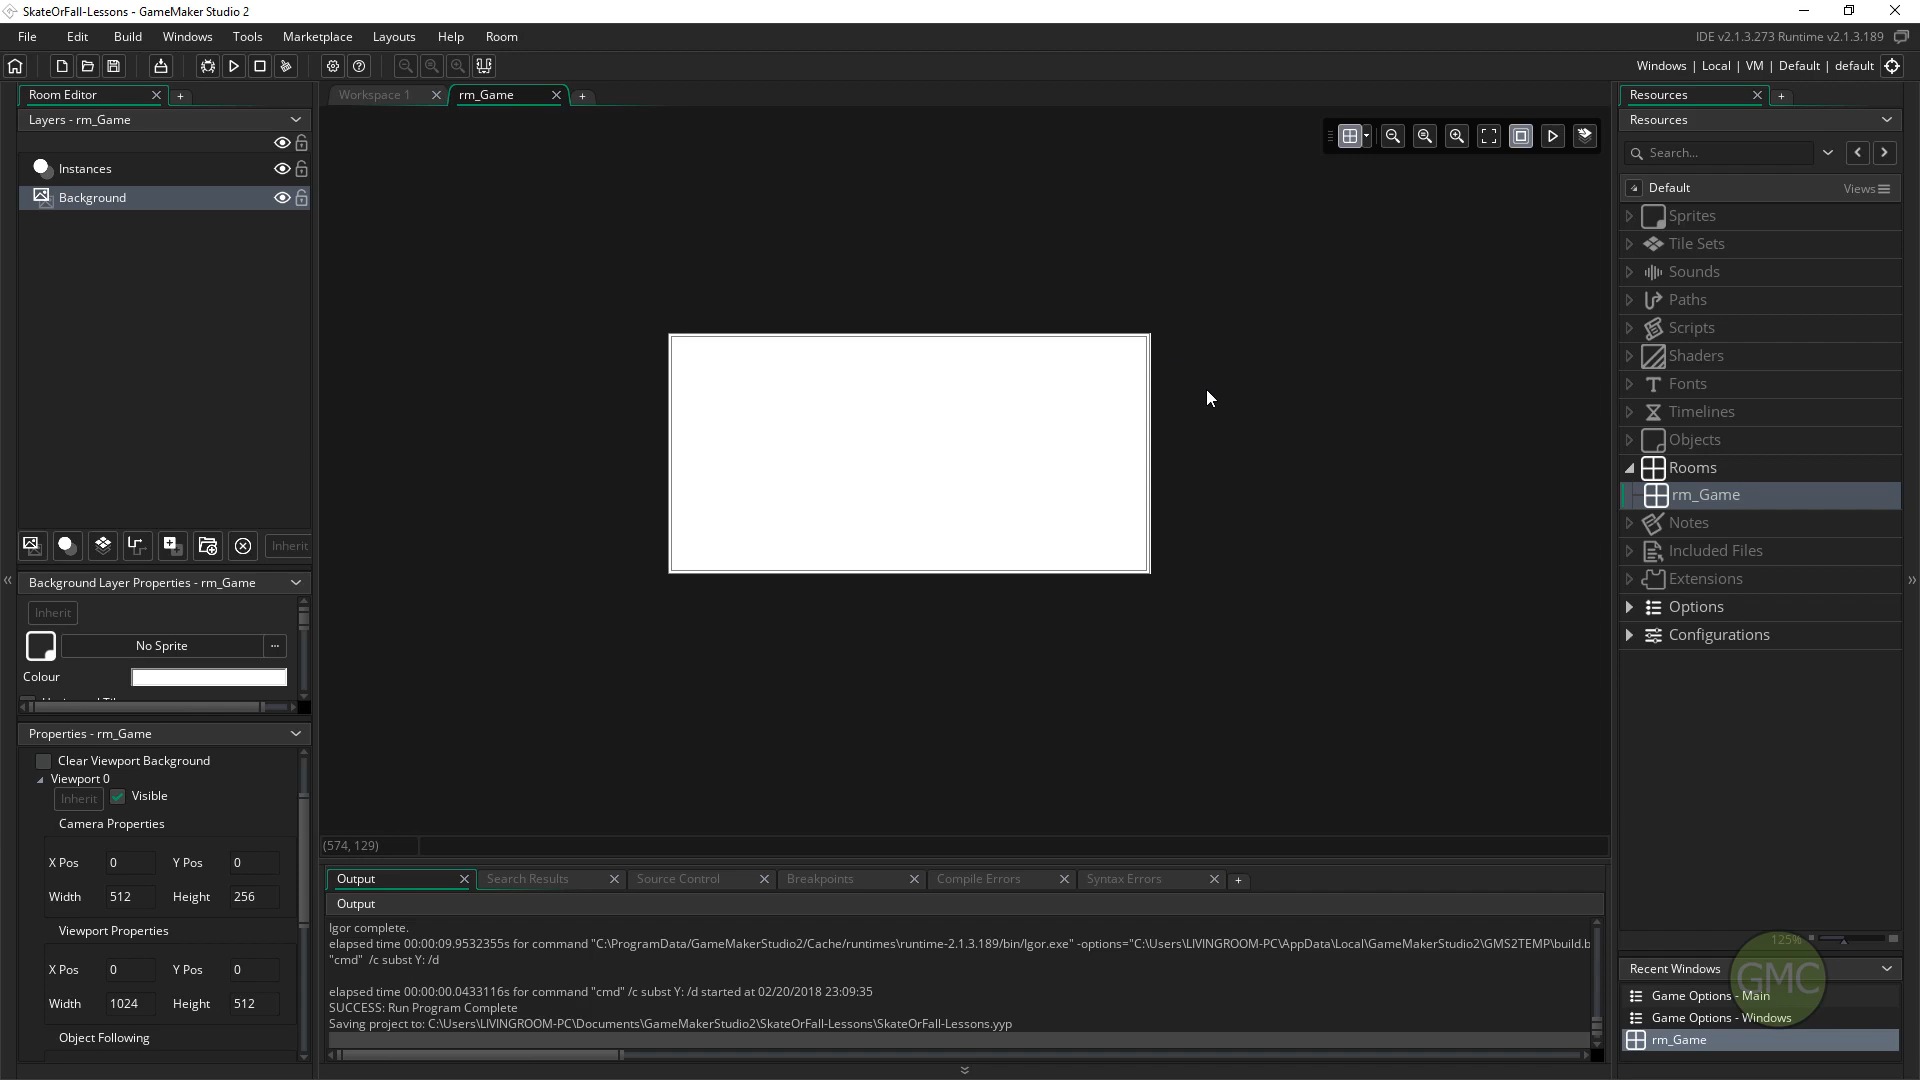 SkateOrFall-Lessons - GameMaker Studio 2
File Edit Build Windows Tools Marketplace Layouts Help Room
IDE v2.1.3.273 Runtime v2.1.3.189
Windows | Local | VM | Default | default
Room Editor
Workspace 1
rm_Game
Resources
Layers - rm_Game
Resources
Search...
Instances
Background
Default
Views
Sprites
Tile Sets
Sounds
Paths
Scripts
Shaders
Fonts
Timelines
Objects
Rooms
rm_Game
Notes
Included Files
Extensions
Options
Configurations
Inherit
Background Layer Properties - rm_Game
Inherit
No Sprite
...
Colour
Properties - rm_Game
Clear Viewport Background
Viewport 0
Inherit
Visible
Camera Properties
X Pos 0 Y Pos 0
Width 512 Height 256
Viewport Properties
X Pos 0 Y Pos 0
Width 1024 Height 512
Object Following
(574, 129)
Output
Search Results
Source Control
Breakpoints
Compile Errors
Syntax Errors
Output
Igor complete.
elapsed time 00:00:09.9532355s for command "C:\ProgramData/GameMakerStudio2/Cache/runtimes\runtime-2.1.3.189/bin/Igor.exe" -options="C:\Users\LIVINGROOM-PC\AppData\Local\GameMakerStudio2\GMS2TEMP\build.b
"cmd" /c subst Y: /d
elapsed time 00:00:00.0433116s for command "cmd" /c subst Y: /d started at 02/20/2018 23:09:35
SUCCESS: Run Program Complete
Saving project to: C:\Users\LIVINGROOM-PC\Documents\GameMakerStudio2\SkateOrFall-Lessons\SkateOrFall-Lessons.yyp
125%
GMC
Recent Windows
Game Options - Main
Game Options - Windows
rm_Game